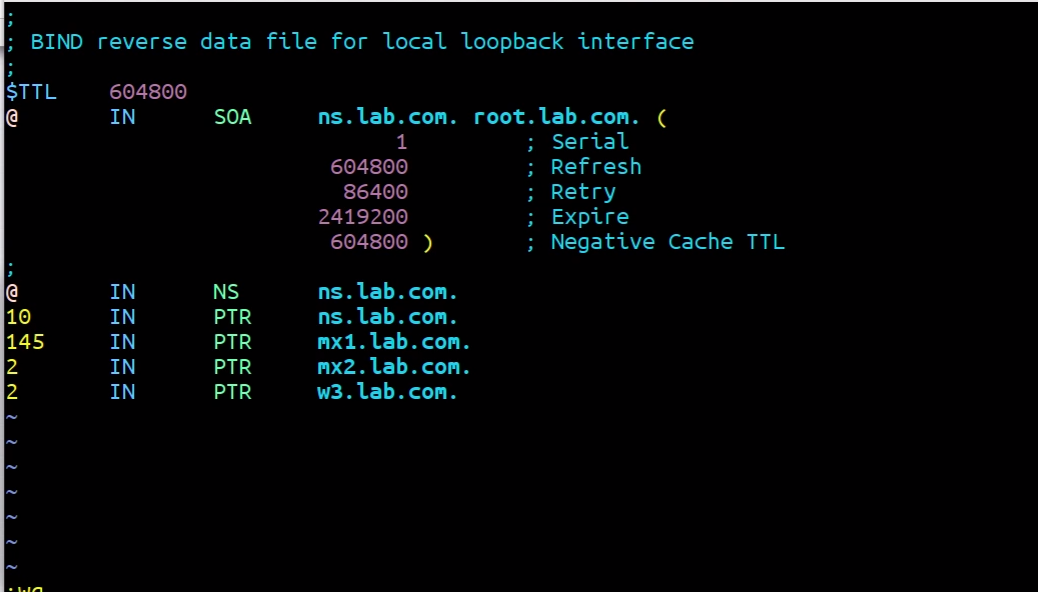 ;
; BIND reverse data file for local loopback interface
;
$TTL    604800
@       IN      SOA     ns.lab.com. root.lab.com. (
                              1         ; Serial
                         604800         ; Refresh
                          86400         ; Retry
                        2419200         ; Expire
                         604800 )       ; Negative Cache TTL
;
@       IN      NS      ns.lab.com.
10      IN      PTR     ns.lab.com.
145     IN      PTR     mx1.lab.com.
2       IN      PTR     mx2.lab.com.
2       IN      PTR     w3.lab.com.
~
~
~
~
~
~
~
:wq